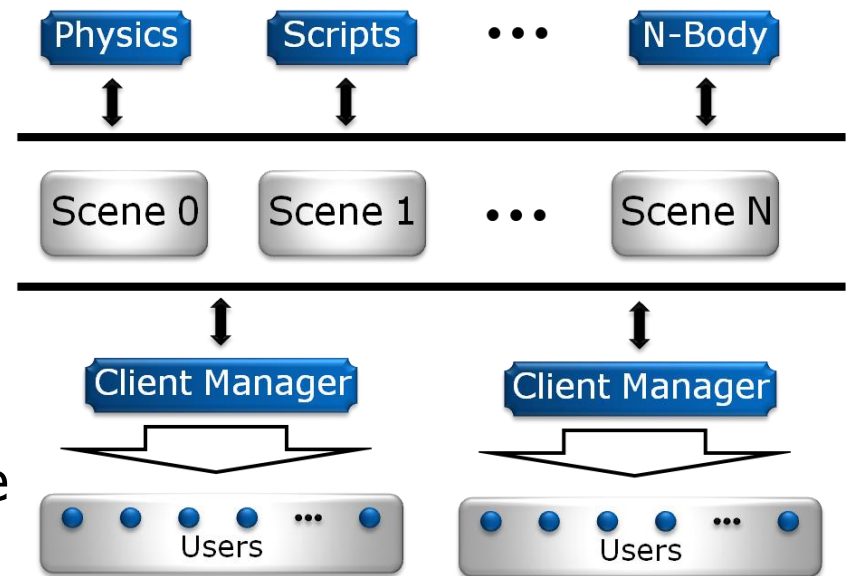 Physics Scripts ••• N-Body
Scene 0 Scene 1 ••• Scene N
Client Manager Client Manager
e
••• •••
Users Users